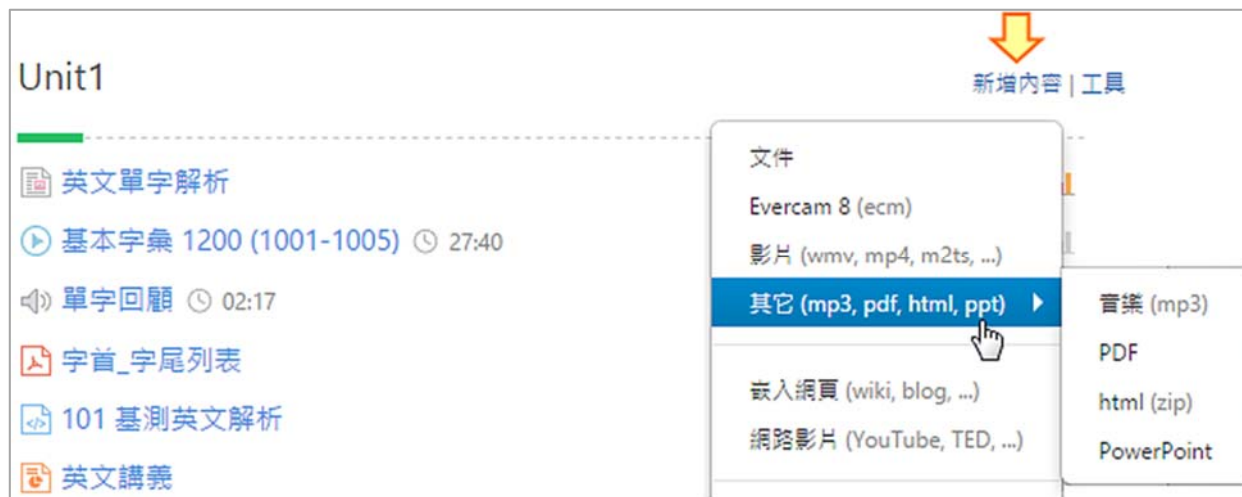 Unit1
新增內容 | 工具
英文單字解析
基本字彙 1200 (1001-1005) 27:40
單字回顧 02:17
字首_字尾列表
101 基測英文解析
英文講義
文件
Evercam 8 (ecm)
影片 (wmv, mp4, m2ts, ...)
其它 (mp3, pdf, html, ppt)
嵌入網頁 (wiki, blog, ...)
網路影片 (YouTube, TED, ...)
音樂 (mp3)
PDF
html (zip)
PowerPoint